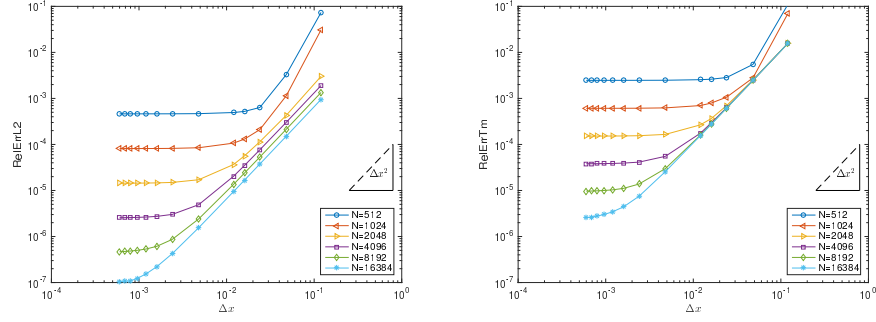 10^-1
10^-2
10^-3
10^-4
10^-5
10^-6
10^-7
RelErrL2
10^-4
10^-3
10^-2
10^-1
10^0
Δx
Δx^2
N=512
N=1024
N=2048
N=4096
N=8192
N=16384
10^-1
10^-2
10^-3
10^-4
10^-5
10^-6
10^-7
RelErrTm
10^-4
10^-3
10^-2
10^-1
10^0
Δx
Δx^2
N=512
N=1024
N=2048
N=4096
N=8192
N=16384